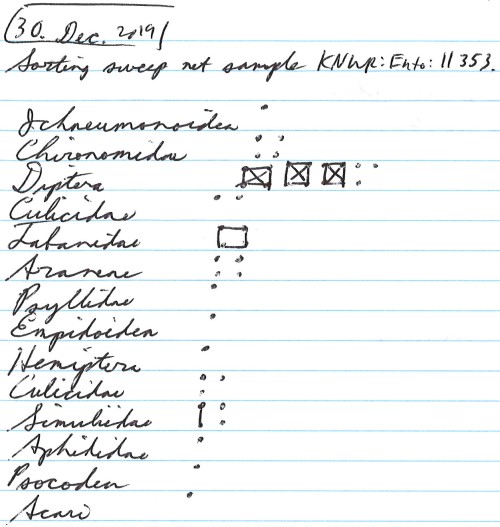 30. Dec. 2019
Sorting sweep net sample KNWR:Ento:11353.
Ichneumonoidea
Chironomidae
Diptera
Culicidae
Tabanidae
Araneae
Psyllidae
Empidoidea
Hemiptera
Culicidae
Simuliidae
Aphididae
Psocodea
Acari